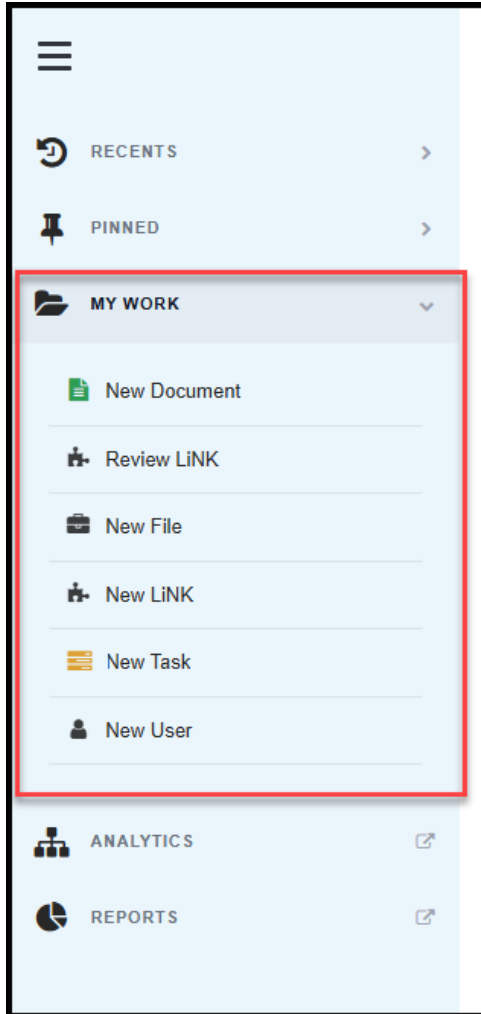 RECENTS
PINNED
MY WORK
New Document
Review LiNK
New File
New LiNK
New Task
New User
ANALYTICS
REPORTS